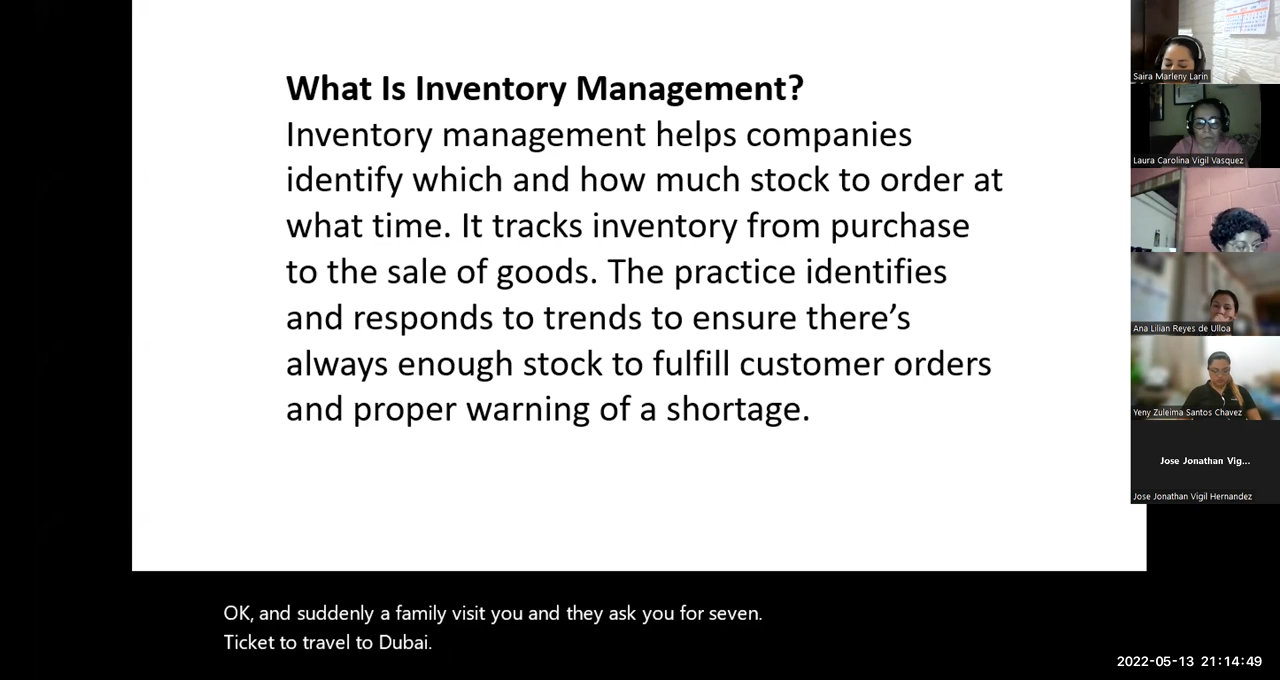 What Is Inventory Management?
Inventory management helps companies
identify which and how much stock to order at
what time. It tracks inventory from purchase
to the sale of goods. The practice identifies
and responds to trends to ensure there’s
always enough stock to fulfill customer orders
and proper warning of a shortage.
OK, and suddenly a family visit you and they ask you for seven.
Ticket to travel to Dubai.
Saira Marleny Larin
Laura Carolina Vigil Vasquez
Ana Lilian Reyes de Ulloa
Yeny Zuleima Santos Chavez
Jose Jonathan Vig...
Jose Jonathan Vigil Hernandez
2022-05-13 21:14:49